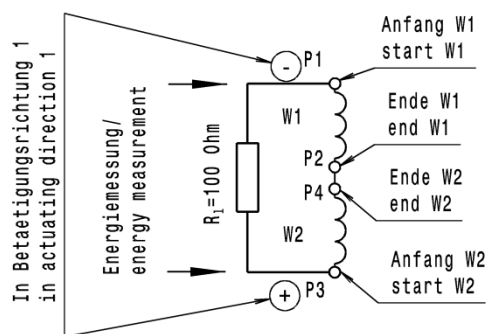 In Betaetigungsrichtung 1
in actuating direction 1
Energiemessung/
energy measurement
R₁=100 Ohm
-
P1
W1
P2
P4
W2
+
P3
Anfang W1
start W1
Ende W1
end W1
Ende W2
end W2
Anfang W2
start W2